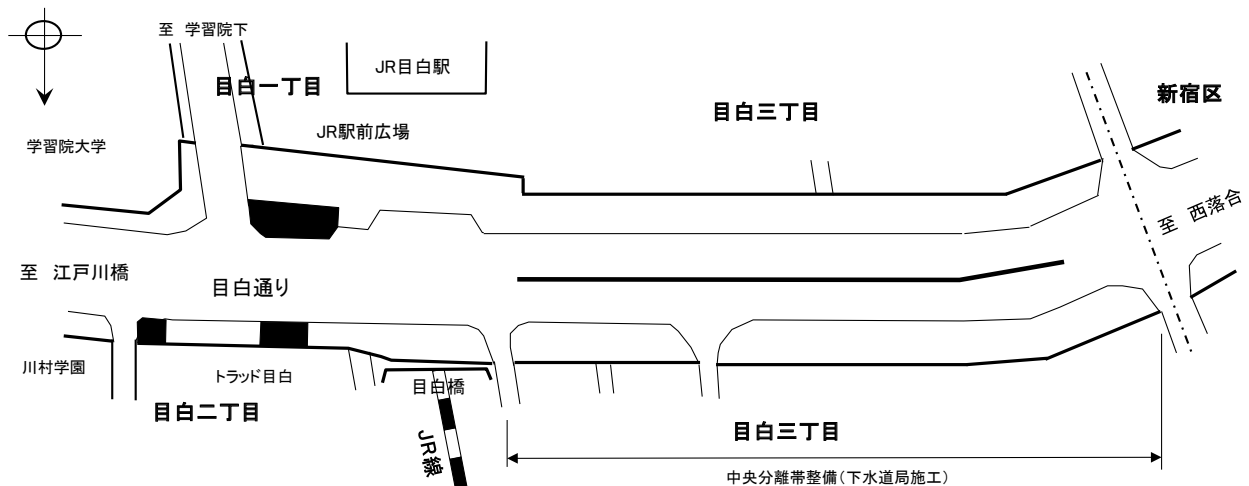 至 学習院下
JR目白駅
目白一丁目
新宿区
目白三丁目
JR駅前広場
学習院大学
至 西落合
至 江戸川橋
目白通り
川村学園
トラッド目白
目白橋
目白二丁目
JR線
目白三丁目
中央分離帯整備(下水道局施工)